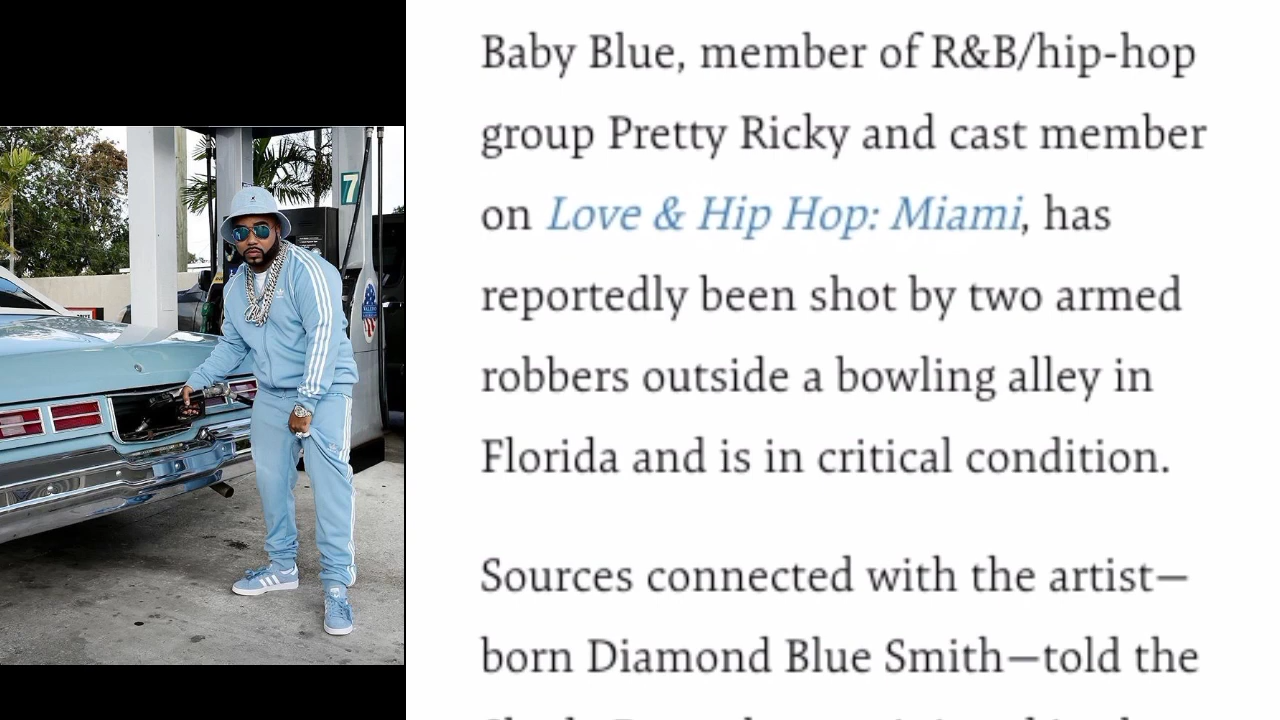 7
Baby Blue, member of R&B/hip-hop
group Pretty Ricky and cast member
on Love & Hip Hop: Miami, has
reportedly been shot by two armed
robbers outside a bowling alley in
Florida and is in critical condition.
Sources connected with the artist—
born Diamond Blue Smith—told the